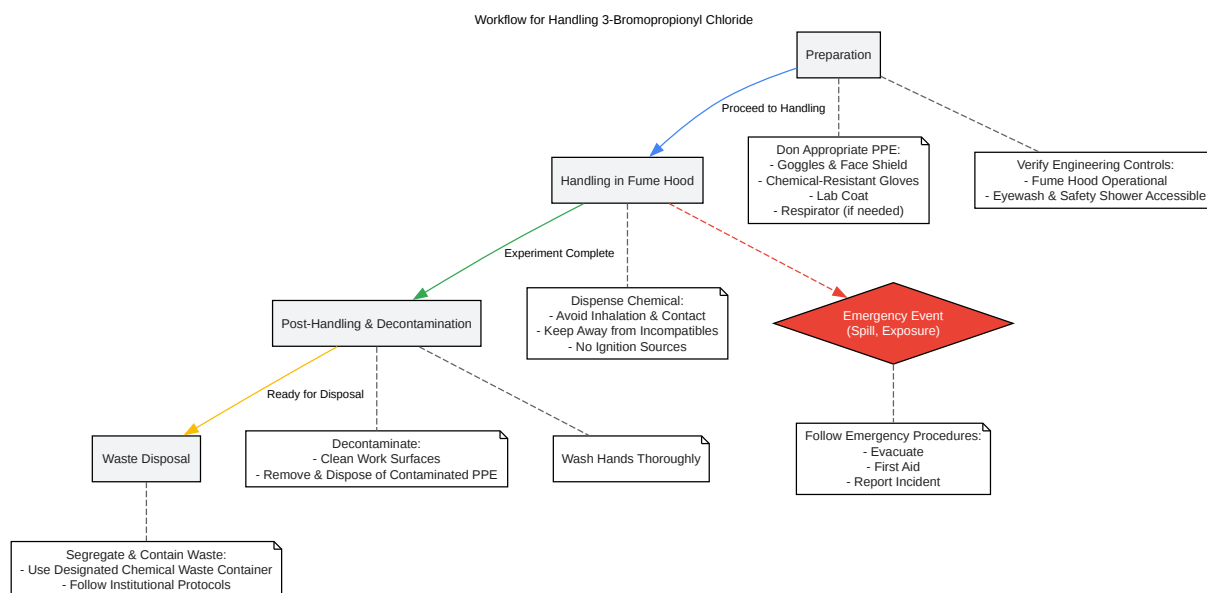 Workflow for Handling 3-Bromopropionyl Chloride
Preparation
Proceed to Handling
Don Appropriate PPE:
- Goggles & Face Shield
- Chemical-Resistant Gloves
- Lab Coat
- Respirator (if needed)
Verify Engineering Controls:
- Fume Hood Operational
- Eyewash & Safety Shower Accessible
Handling in Fume Hood
Experiment Complete
Dispense Chemical:
- Avoid Inhalation & Contact
- Keep Away from Incompatibles
- No Ignition Sources
Emergency Event
(Spill, Exposure)
Post-Handling & Decontamination
Ready for Disposal
Decontaminate:
- Clean Work Surfaces
- Remove & Dispose of Contaminated PPE
Wash Hands Thoroughly
Follow Emergency Procedures:
- Evacuate
- First Aid
- Report Incident
Waste Disposal
Segregate & Contain Waste:
- Use Designated Chemical Waste Container
- Follow Institutional Protocols